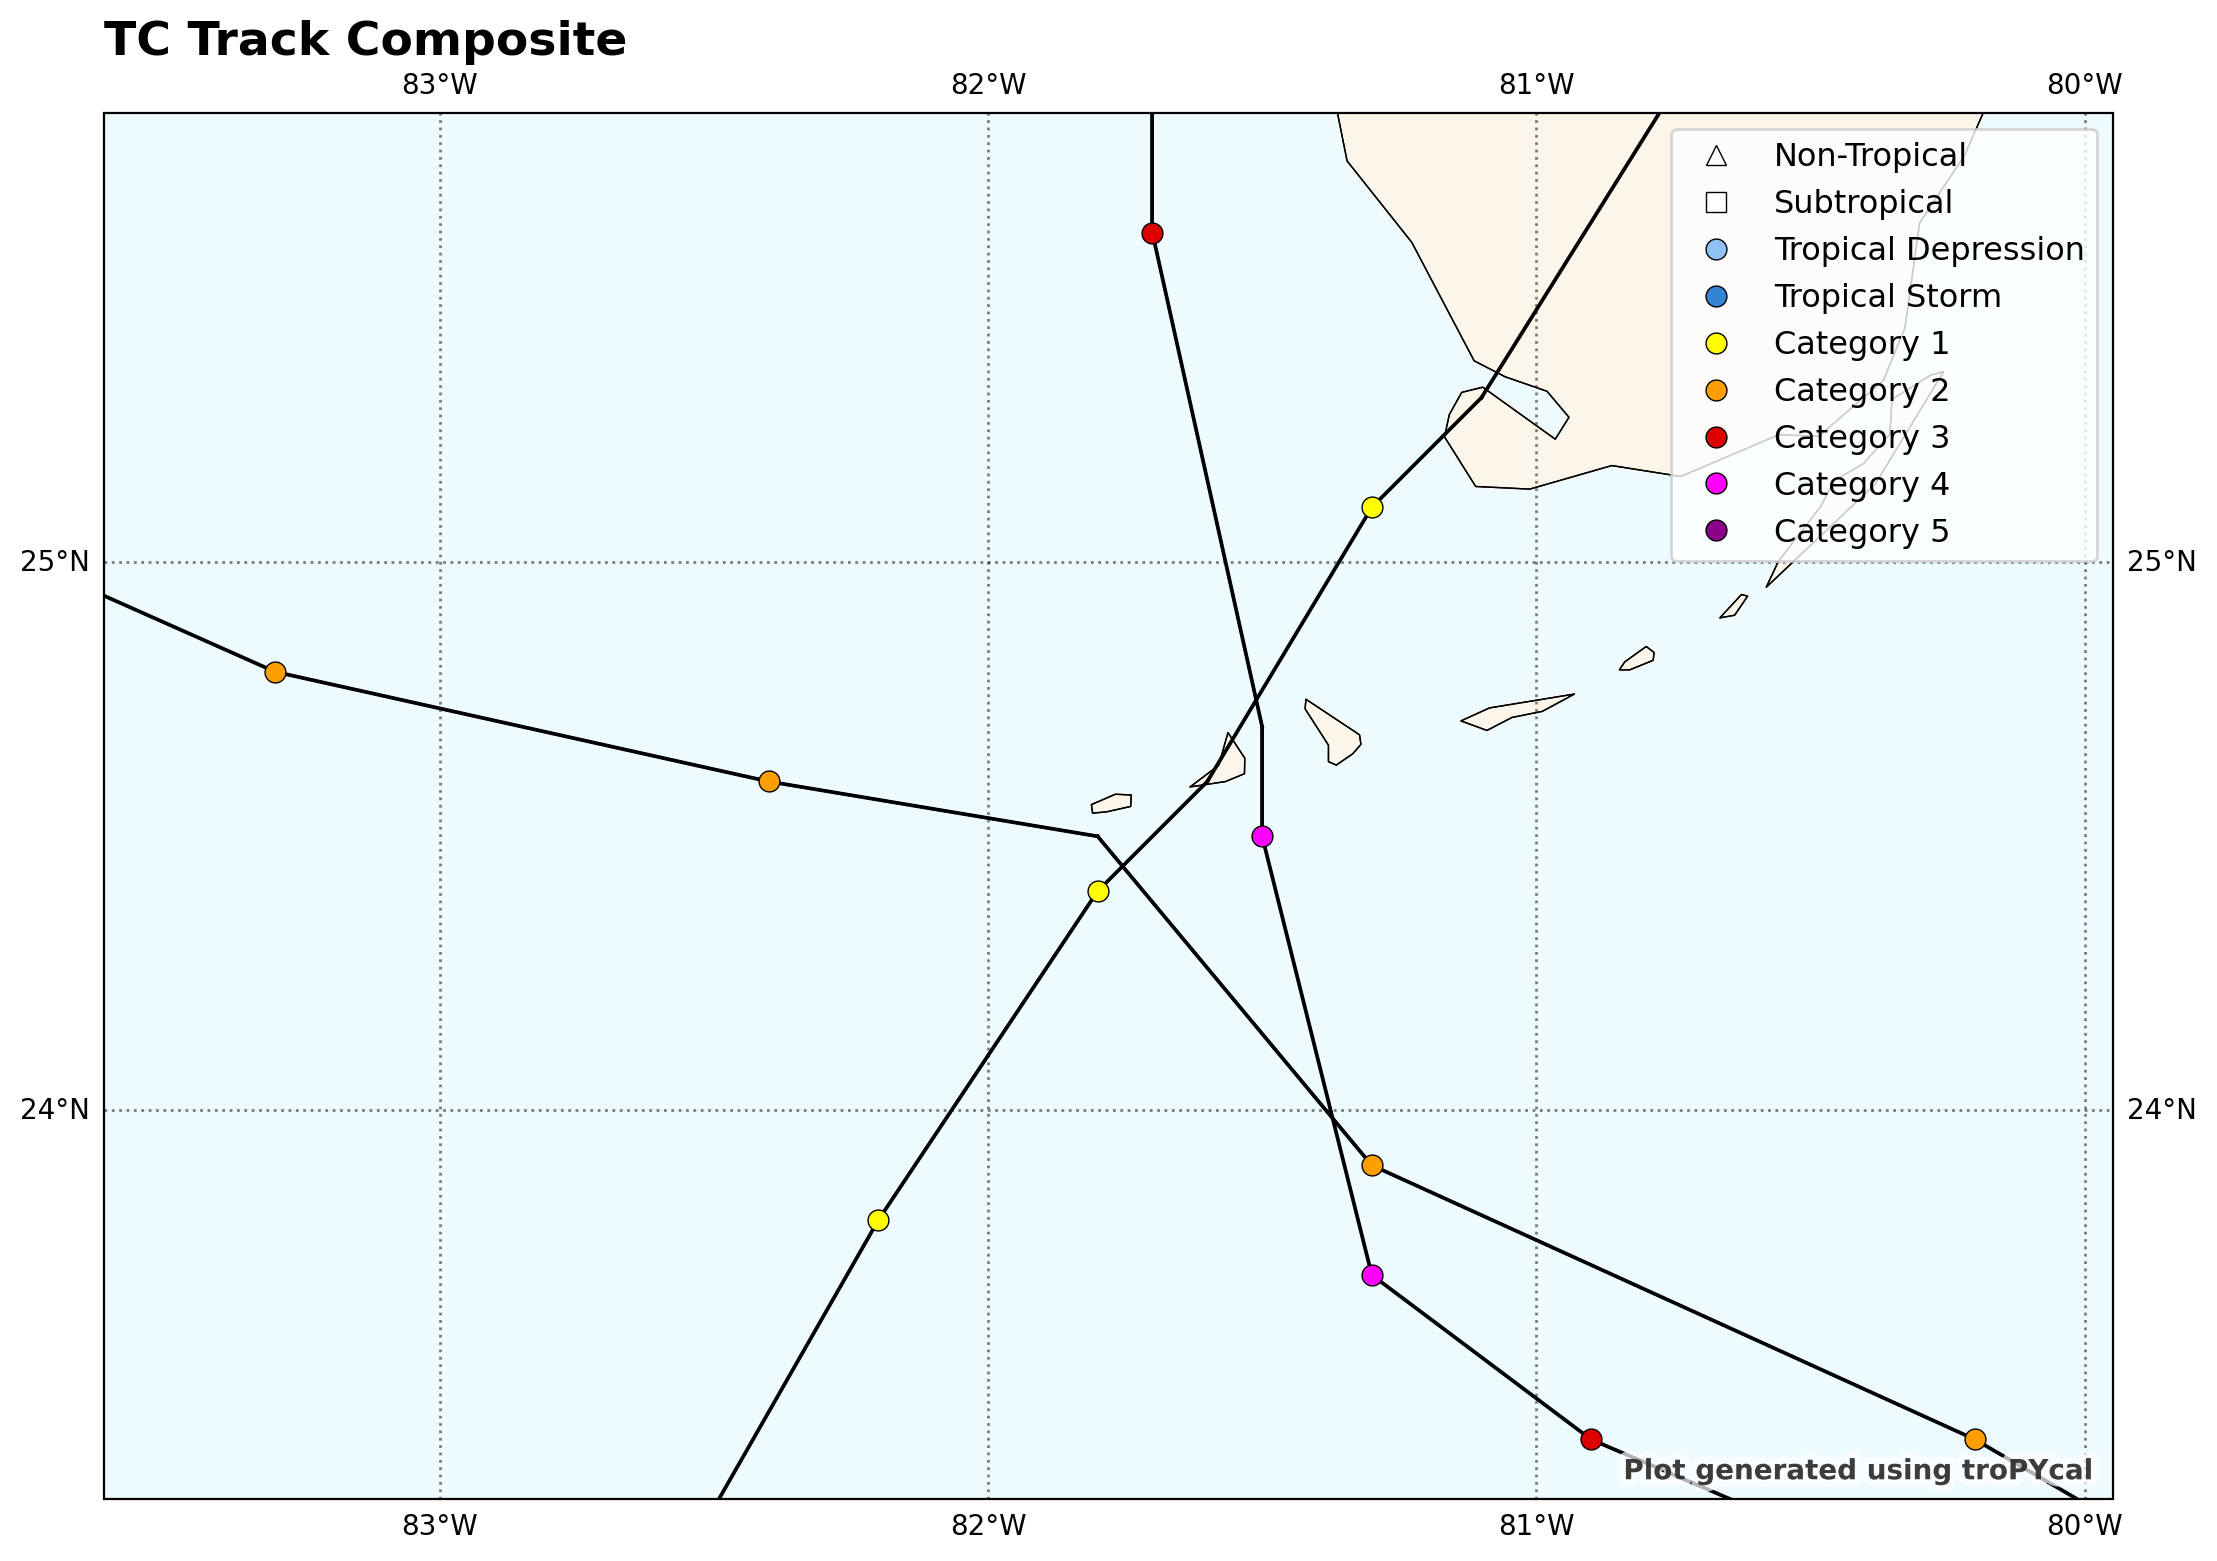 TC Track Composite
83°W 82°W 81°W 80°W
Non-Tropical
Subtropical
Tropical Depression
Tropical Storm
Category 1
Category 2
Category 3
Category 4
Category 5
25°N 25°N
24°N 24°N
Plot generated using troPYcal
83°W 82°W 81°W 80°W